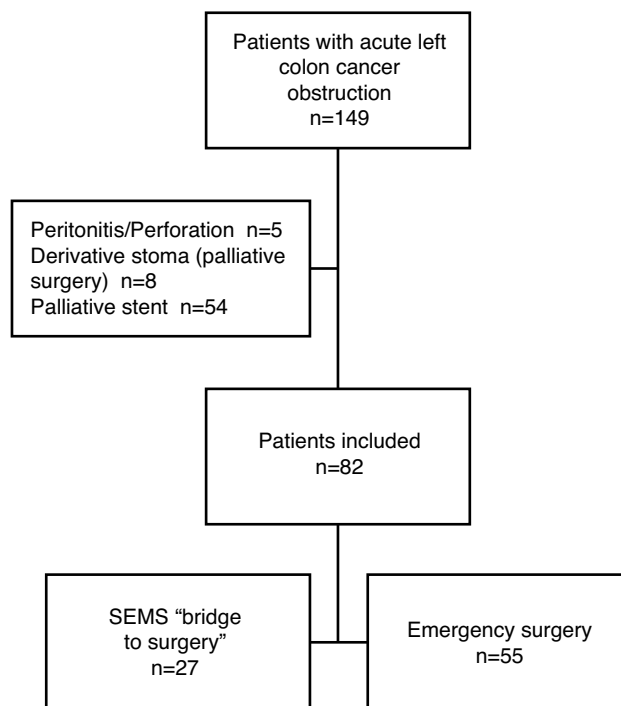 Patients with acute left
colon cancer
obstruction
n=149
Peritonitis/Perforation n=5
Derivative stoma (palliative
surgery) n=8
Palliative stent n=54
Patients included
n=82
SEMS “bridge
to surgery”
n=27
Emergency surgery
n=55